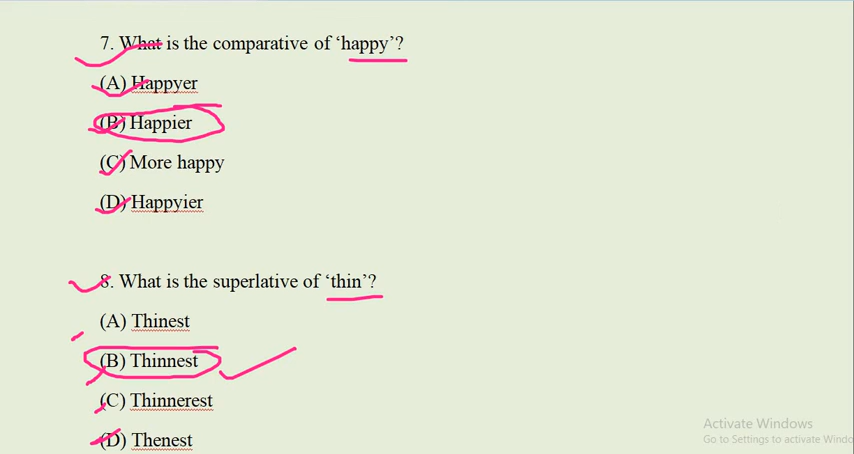 7. What is the comparative of ‘happy’?
(A) Happyer
(B) Happier
(C) More happy
(D) Happyier
8. What is the superlative of ‘thin’?
(A) Thinest
(B) Thinnest
(C) Thinnerest
(D) Thenest
Activate Windows
Go to Settings to activate Windo